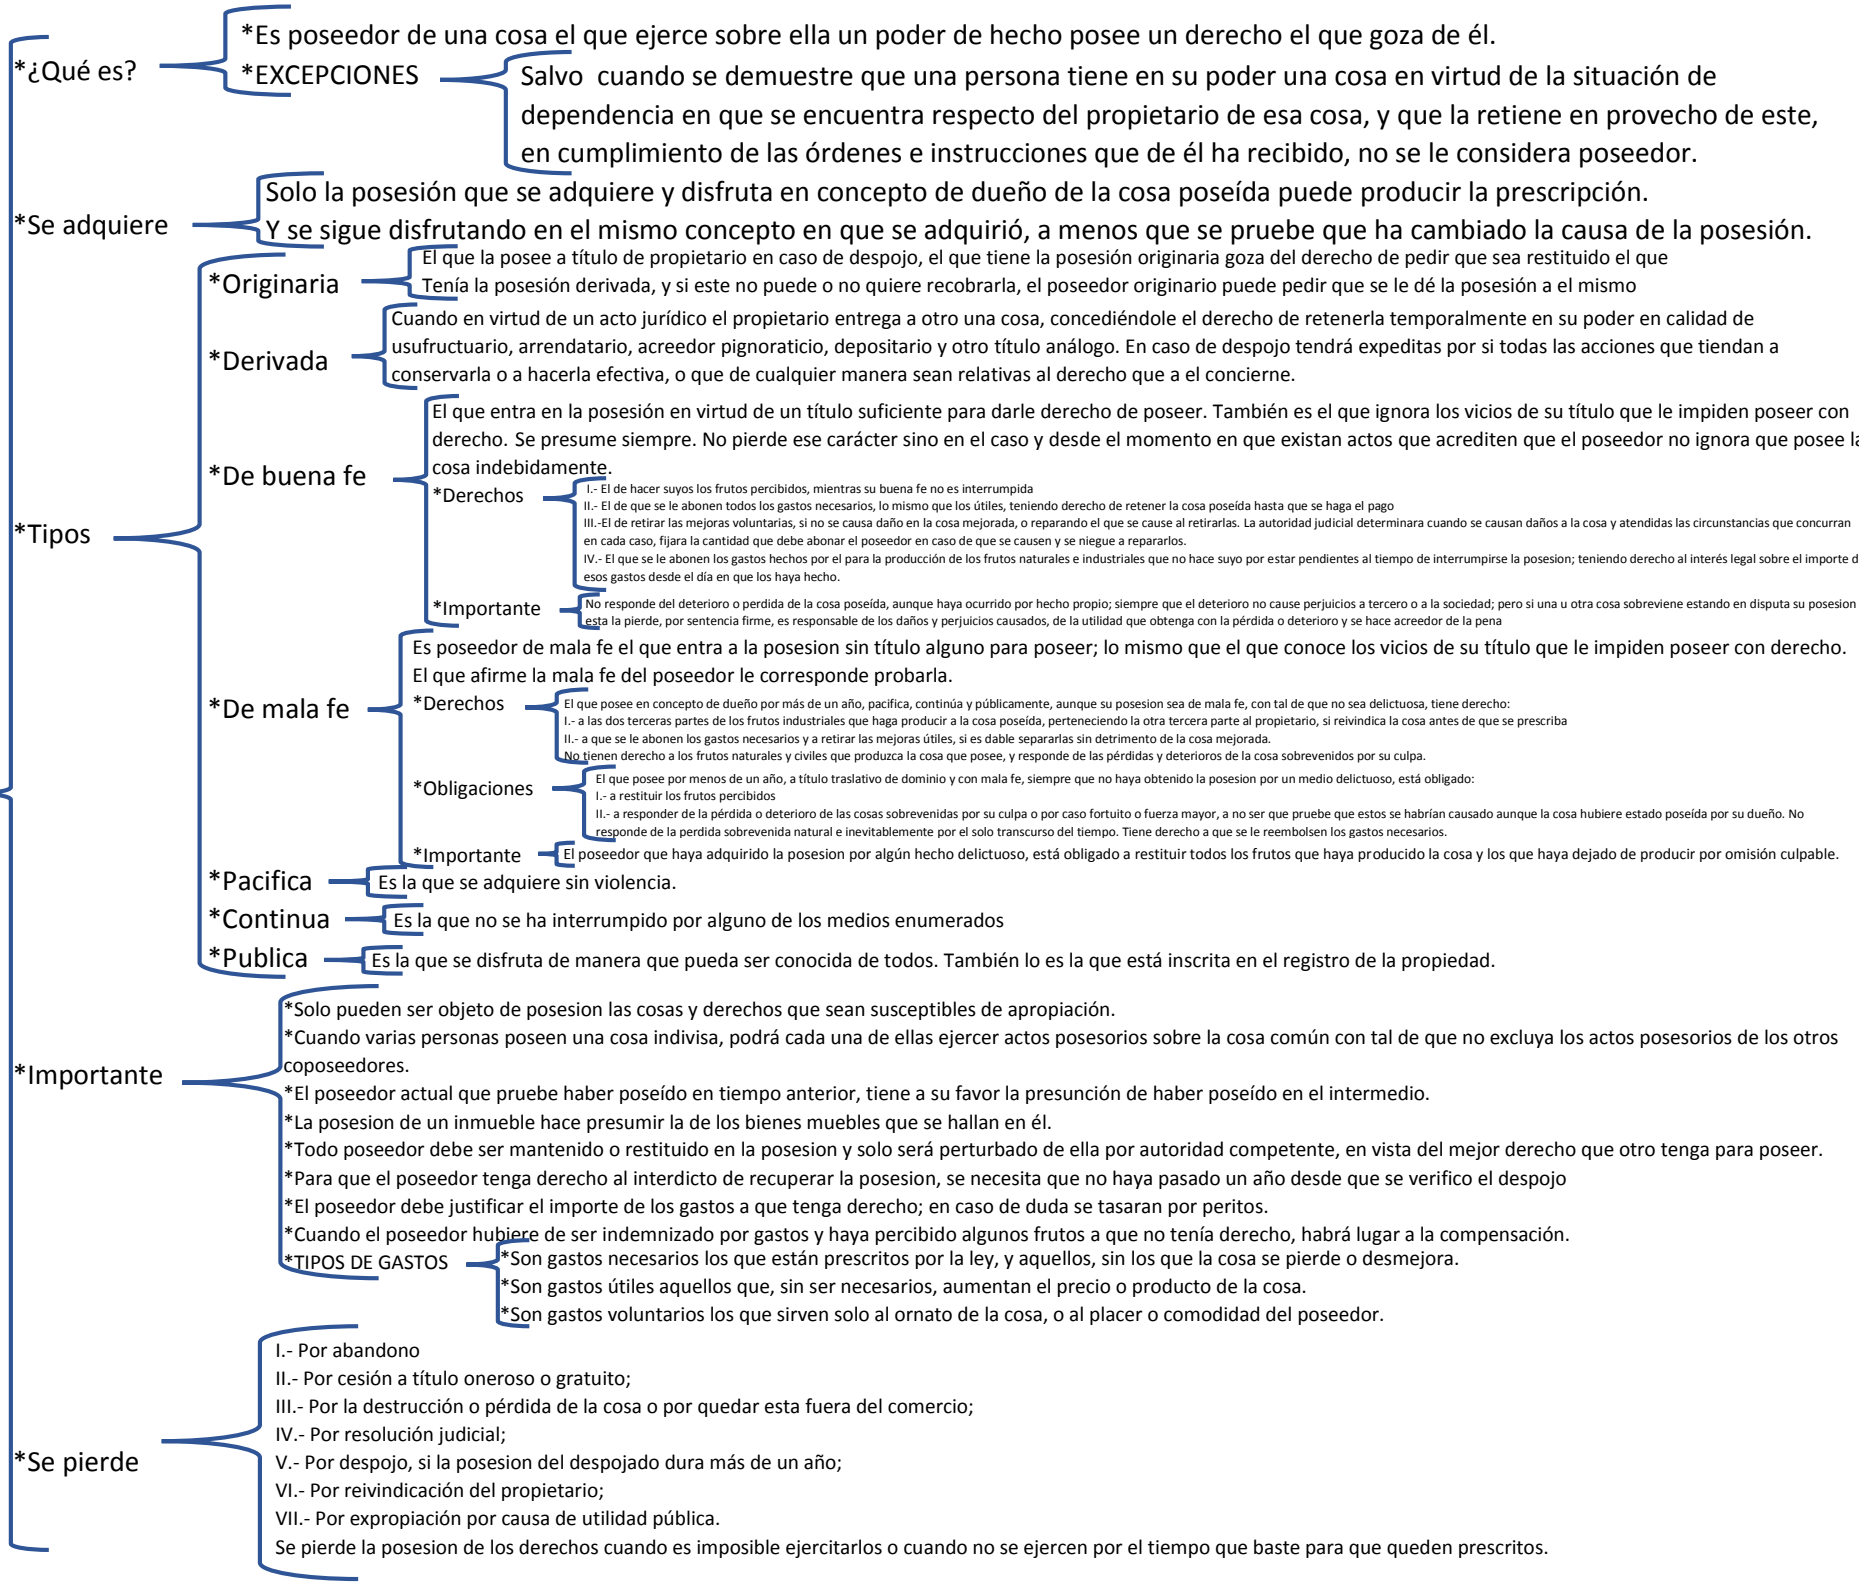 *¿Qué es?
*Es poseedor de una cosa el que ejerce sobre ella un poder de hecho posee un derecho el que goza de él.
*EXCEPCIONES
Salvo cuando se demuestre que una persona tiene en su poder una cosa en virtud de la situación de
dependencia en que se encuentra respecto del propietario de esa cosa, y que la retiene en provecho de este,
en cumplimiento de las órdenes e instrucciones que de él ha recibido, no se le considera poseedor.
*Se adquiere
Solo la posesión que se adquiere y disfruta en concepto de dueño de la cosa poseída puede producir la prescripción.
Y se sigue disfrutando en el mismo concepto en que se adquirió, a menos que se pruebe que ha cambiado la causa de la posesión.
*Tipos
*Originaria
El que la posee a título de propietario en caso de despojo, el que tiene la posesión originaria goza del derecho de pedir que sea restituido el que
Tenía la posesión derivada, y si este no puede o no quiere recobrarla, el poseedor originario puede pedir que se le dé la posesión a el mismo
*Derivada
Cuando en virtud de un acto jurídico el propietario entrega a otro una cosa, concediéndole el derecho de retenerla temporalmente en su poder en calidad de
usufructuario, arrendatario, acreedor pignoraticio, depositario y otro título análogo. En caso de despojo tendrá expeditas por si todas las acciones que tiendan a
conservarla o a hacerla efectiva, o que de cualquier manera sean relativas al derecho que a el concierne.
*De buena fe
El que entra en la posesión en virtud de un título suficiente para darle derecho de poseer. También es el que ignora los vicios de su título que le impiden poseer con
derecho. Se presume siempre. No pierde ese carácter sino en el caso y desde el momento en que existan actos que acrediten que el poseedor no ignora que posee la
cosa indebidamente.
*Derechos
I.- El de hacer suyos los frutos percibidos, mientras su buena fe no es interrumpida
II.- El de que se le abonen todos los gastos necesarios, lo mismo que los útiles, teniendo derecho de retener la cosa poseída hasta que se haga el pago
III.-El de retirar las mejoras voluntarias, si no se causa daño en la cosa mejorada, o reparando el que se cause al retirarlas. La autoridad judicial determinara cuando se causan daños a la cosa y atendidas las circunstancias que concurran
en cada caso, fijara la cantidad que debe abonar el poseedor en caso de que se causen y se niegue a repararlos.
IV.- El que se le abonen los gastos hechos por el para la producción de los frutos naturales e industriales que no hace suyo por estar pendientes al tiempo de interrumpirse la posesion; teniendo derecho al interés legal sobre el importe d
esos gastos desde el día en que los haya hecho.
*Importante
No responde del deterioro o perdida de la cosa poseída, aunque haya ocurrido por hecho propio; siempre que el deterioro no cause perjuicios a tercero o a la sociedad; pero si una u otra cosa sobreviene estando en disputa su posesion
esta la pierde, por sentencia firme, es responsable de los daños y perjuicios causados, de la utilidad que obtenga con la pérdida o deterioro y se hace acreedor de la pena
*De mala fe
Es poseedor de mala fe el que entra a la posesion sin título alguno para poseer; lo mismo que el que conoce los vicios de su título que le impiden poseer con derecho.
El que afirme la mala fe del poseedor le corresponde probarla.
*Derechos
El que posee en concepto de dueño por más de un año, pacifica, continúa y públicamente, aunque su posesion sea de mala fe, con tal de que no sea delictuosa, tiene derecho:
I.- a las dos terceras partes de los frutos industriales que haga producir a la cosa poseída, perteneciendo la otra tercera parte al propietario, si reivindica la cosa antes de que se prescriba
II.- a que se le abonen los gastos necesarios y a retirar las mejoras útiles, si es dable separarlas sin detrimento de la cosa mejorada.
No tienen derecho a los frutos naturales y civiles que produzca la cosa que posee, y responde de las pérdidas y deterioros de la cosa sobrevenidos por su culpa.
*Obligaciones
El que posee por menos de un año, a título traslativo de dominio y con mala fe, siempre que no haya obtenido la posesion por un medio delictuoso, está obligado:
I.- a restituir los frutos percibidos
II.- a responder de la pérdida o deterioro de las cosas sobrevenidas por su culpa o por caso fortuito o fuerza mayor, a no ser que pruebe que estos se habrían causado aunque la cosa hubiere estado poseída por su dueño. No
responde de la perdida sobrevenida natural e inevitablemente por el solo transcurso del tiempo. Tiene derecho a que se le reembolsen los gastos necesarios.
*Importante
El poseedor que haya adquirido la posesion por algún hecho delictuoso, está obligado a restituir todos los frutos que haya producido la cosa y los que haya dejado de producir por omisión culpable.
*Pacifica
Es la que se adquiere sin violencia.
*Continua
Es la que no se ha interrumpido por alguno de los medios enumerados
*Publica
Es la que se disfruta de manera que pueda ser conocida de todos. También lo es la que está inscrita en el registro de la propiedad.
*Importante
*Solo pueden ser objeto de posesion las cosas y derechos que sean susceptibles de apropiación.
*Cuando varias personas poseen una cosa indivisa, podrá cada una de ellas ejercer actos posesorios sobre la cosa común con tal de que no excluya los actos posesorios de los otros
coposeedores.
*El poseedor actual que pruebe haber poseído en tiempo anterior, tiene a su favor la presunción de haber poseído en el intermedio.
*La posesion de un inmueble hace presumir la de los bienes muebles que se hallan en él.
*Todo poseedor debe ser mantenido o restituido en la posesion y solo será perturbado de ella por autoridad competente, en vista del mejor derecho que otro tenga para poseer.
*Para que el poseedor tenga derecho al interdicto de recuperar la posesion, se necesita que no haya pasado un año desde que se verifico el despojo
*El poseedor debe justificar el importe de los gastos a que tenga derecho; en caso de duda se tasaran por peritos.
*Cuando el poseedor hubiere de ser indemnizado por gastos y haya percibido algunos frutos a que no tenía derecho, habrá lugar a la compensación.
*TIPOS DE GASTOS
*Son gastos necesarios los que están prescritos por la ley, y aquellos, sin los que la cosa se pierde o desmejora.
*Son gastos útiles aquellos que, sin ser necesarios, aumentan el precio o producto de la cosa.
*Son gastos voluntarios los que sirven solo al ornato de la cosa, o al placer o comodidad del poseedor.
*Se pierde
I.- Por abandono
II.- Por cesión a título oneroso o gratuito;
III.- Por la destrucción o pérdida de la cosa o por quedar esta fuera del comercio;
IV.- Por resolución judicial;
V.- Por despojo, si la posesion del despojado dura más de un año;
VI.- Por reivindicación del propietario;
VII.- Por expropiación por causa de utilidad pública.
Se pierde la posesion de los derechos cuando es imposible ejercitarlos o cuando no se ejercen por el tiempo que baste para que queden prescritos.